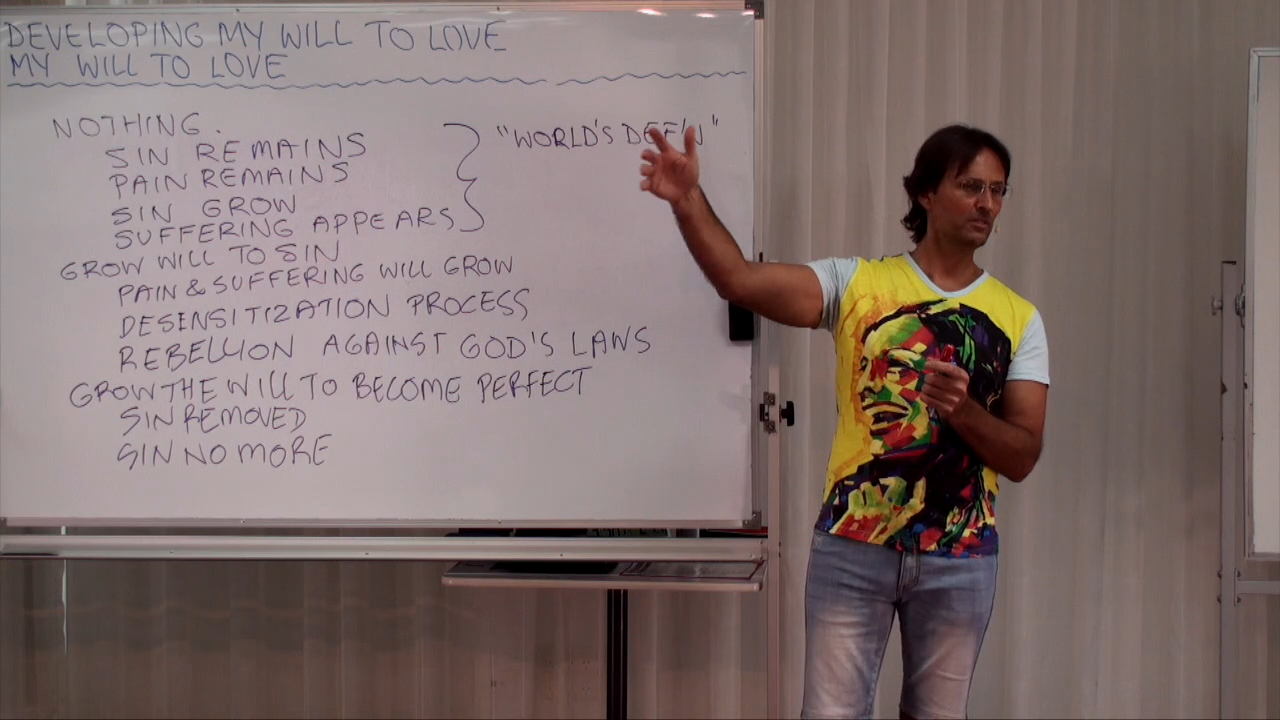 DEVELOPING MY WILL TO LOVE
MY WILL TO LOVE
NOTHING.
SIN REMAINS
PAIN REMAINS
SIN GROW
SUFFERING APPEARS
"WORLD'S DEF'N"
GROW WILL TO SIN
PAIN & SUFFERING WILL GROW
DESENSITIZATION PROCESS
REBELLION AGAINST GOD'S LAWS
GROW THE WILL TO BECOME PERFECT
SIN REMOVED
SIN NO MORE